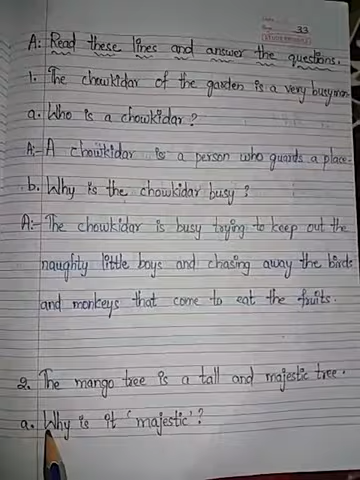 33
A: Read these lines and answer the questions.
1. The chowkidar of the garden is a very busy man
a. Who is a chowkidar?
A:- A chowkidar is a person who guards a place.
b. Why is the chowkidar busy?
A:- The chowkidar is busy trying to keep out the
naughty little boys and chasing away the birds
and monkeys that come to eat the fruits.
2. The mango tree is a tall and majestic tree.
a. Why is it 'majestic'?